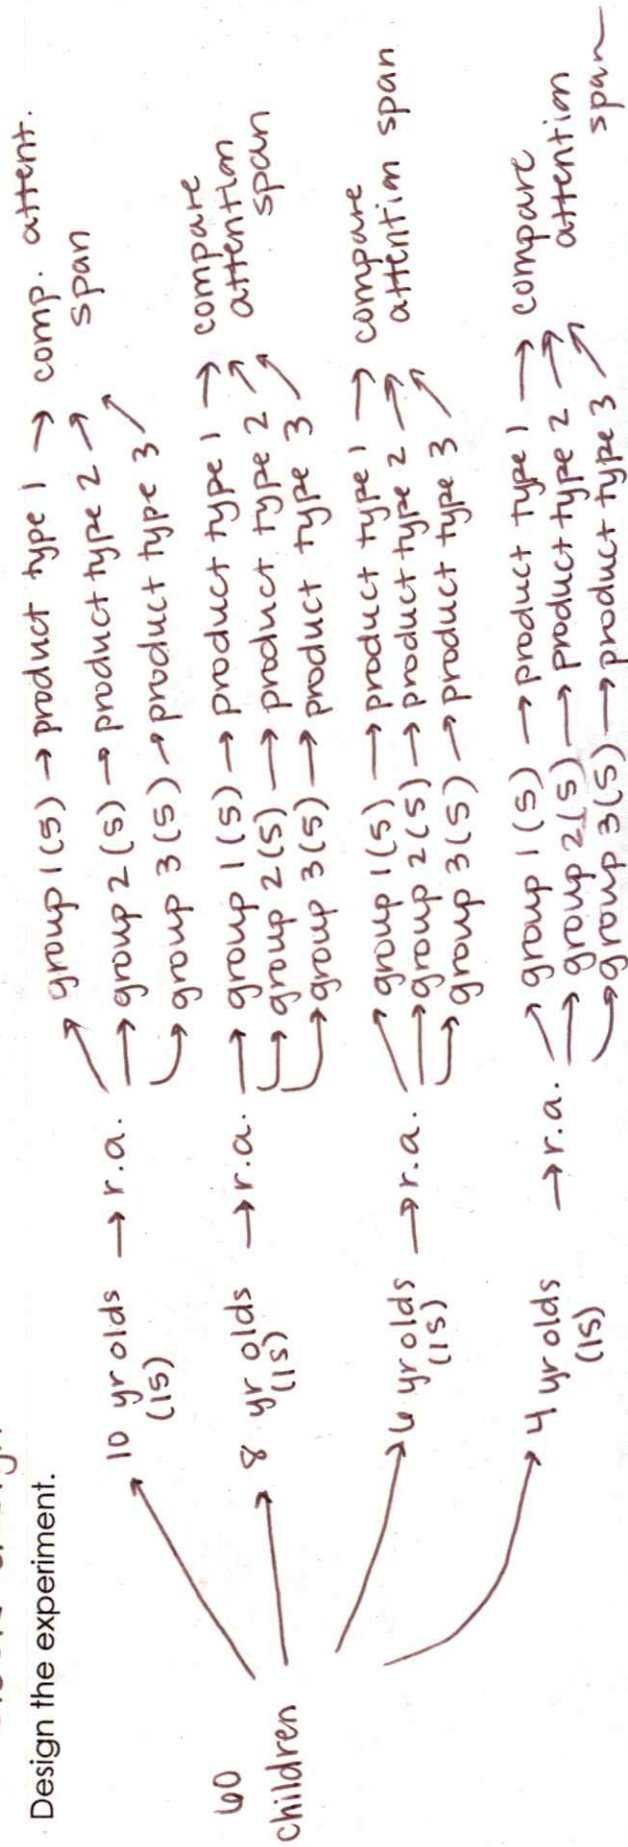 Design the experiment.
60
children
10 yr olds
(15)
→ r.a.
group 1 (5) → product type 1 → comp. attent.
span
group 2 (5) → product type 2
group 3 (5) → product type 3
8 yr olds
(15)
→ r.a.
group 1 (5) → product type 1 → compare
attention
span
group 2 (5) → product type 2
group 3 (5) → product type 3
6 yr olds
(15)
→ r.a.
group 1 (5) → product type 1 → compare
attention span
group 2 (5) → product type 2
group 3 (5) → product type 3
4 yr olds
(15)
→ r.a.
group 1 (5) → product type 1 → compare
attention
span
group 2 (5) → product type 2
group 3 (5) → product type 3